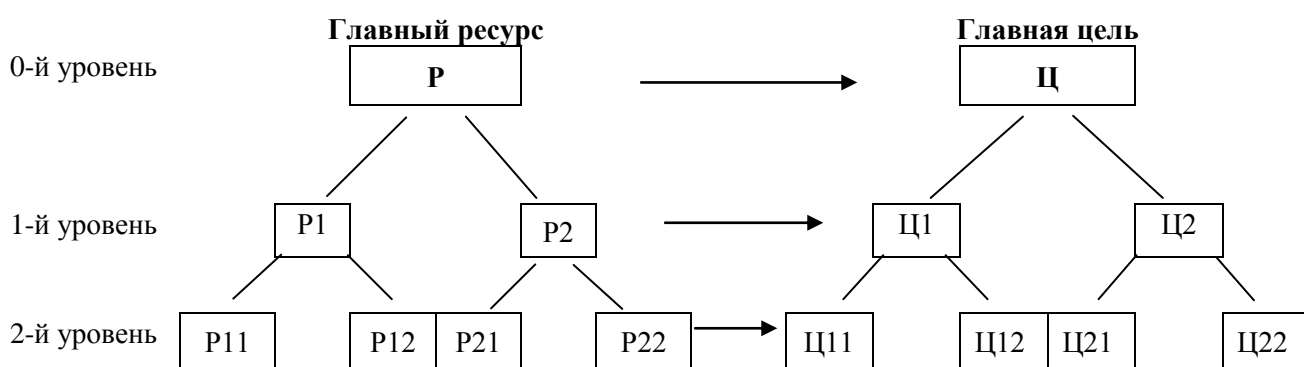 Главный ресурс Главная цель
0-й уровень Р Ц
1-й уровень Р1 Р2 Ц1 Ц2
2-й уровень Р11 Р12 Р21 Р22 Ц11 Ц12 Ц21 Ц22